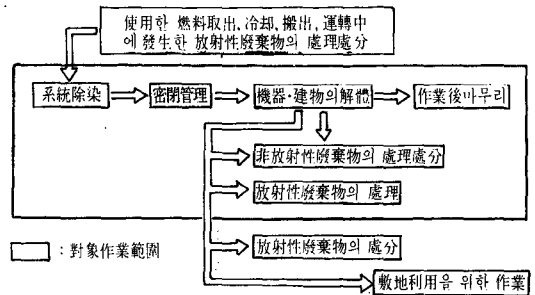 使用한 燃料取出, 冷却, 搬出, 運轉中
에 發生한 放射性廢棄物의 處理處分
系統除染
密閉管理
機器·建物의解體
作業後마무리
非放射性廢棄物의 處理處分
放射性廢棄物의 處理
放射性廢棄物의 處分
: 對象作業範圍
敷地利用을 위한 作業